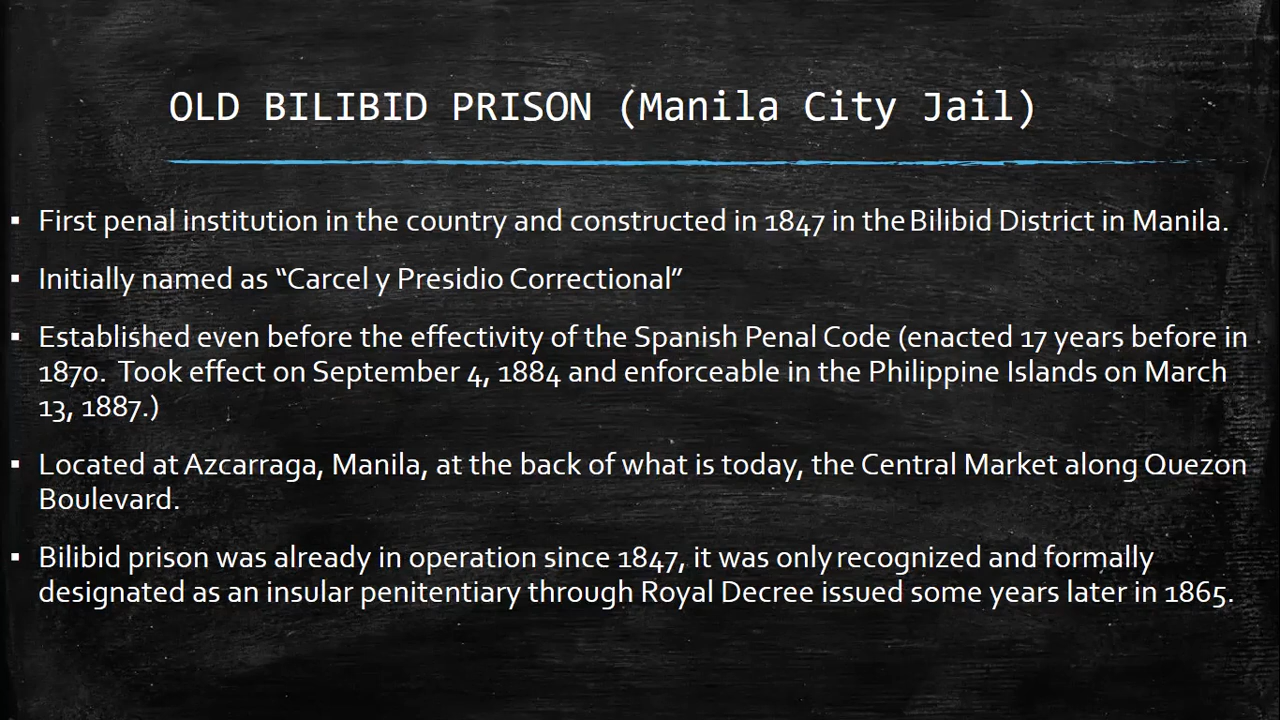 OLD BILIBID PRISON (Manila City Jail)
▪ First penal institution in the country and constructed in 1847 in the Bilibid District in Manila.
▪ Initially named as “Carcel y Presidio Correctional”
▪ Established even before the effectivity of the Spanish Penal Code (enacted 17 years before in
1870. Took effect on September 4, 1884 and enforceable in the Philippine Islands on March
13, 1887.)
▪ Located at Azcarraga, Manila, at the back of what is today, the Central Market along Quezon
Boulevard.
▪ Bilibid prison was already in operation since 1847, it was only recognized and formally
designated as an insular penitentiary through Royal Decree issued some years later in 1865.